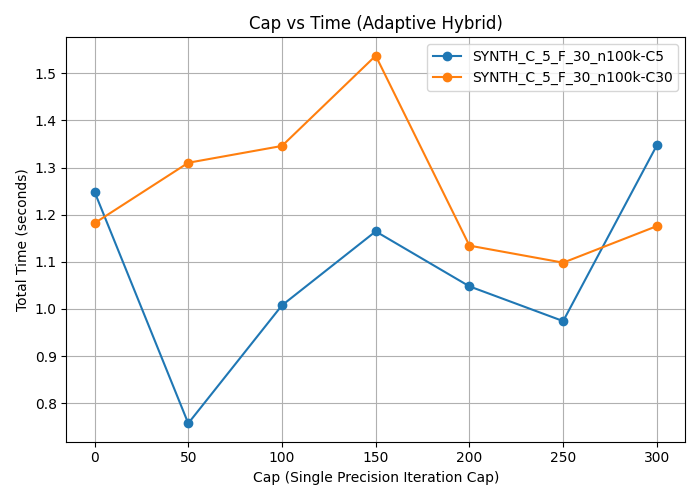 Cap vs Time (Adaptive Hybrid)
SYNTH_C_5_F_30_n100k-C5
SYNTH_C_5_F_30_n100k-C30
Total Time (seconds)
1.5
1.4
1.3
1.2
1.1
1.0
0.9
0.8
0 50 100 150 200 250 300
Cap (Single Precision Iteration Cap)